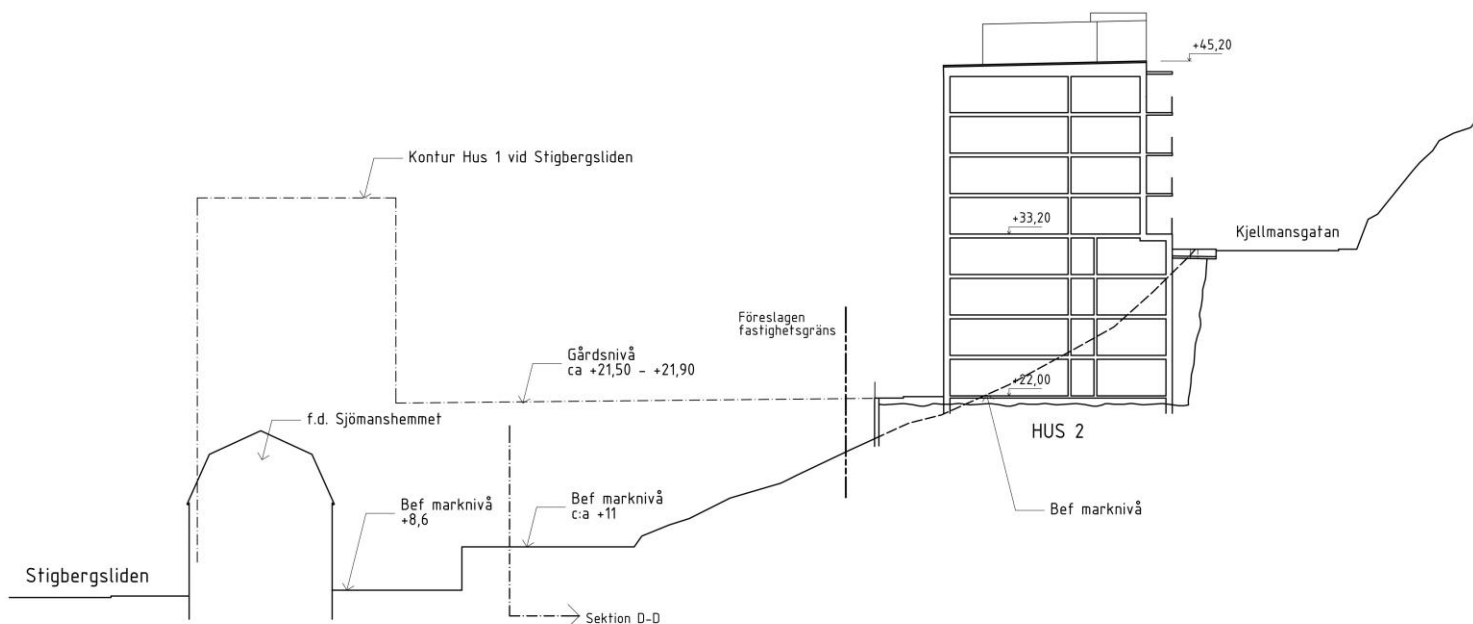 +45,20
Kontur Hus 1 vid Stigbergsliden
+33,20
Kjellmansgatan
Föreslagen
fastighetsgräns
Gårdsnivå
ca +21,50 - +21,90
+22,00
f.d. Sjömanshemmet
HUS 2
Bef marknivå
+8,6
Bef marknivå
c:a +11
Bef marknivå
Stigbergsliden
Sektion D-D